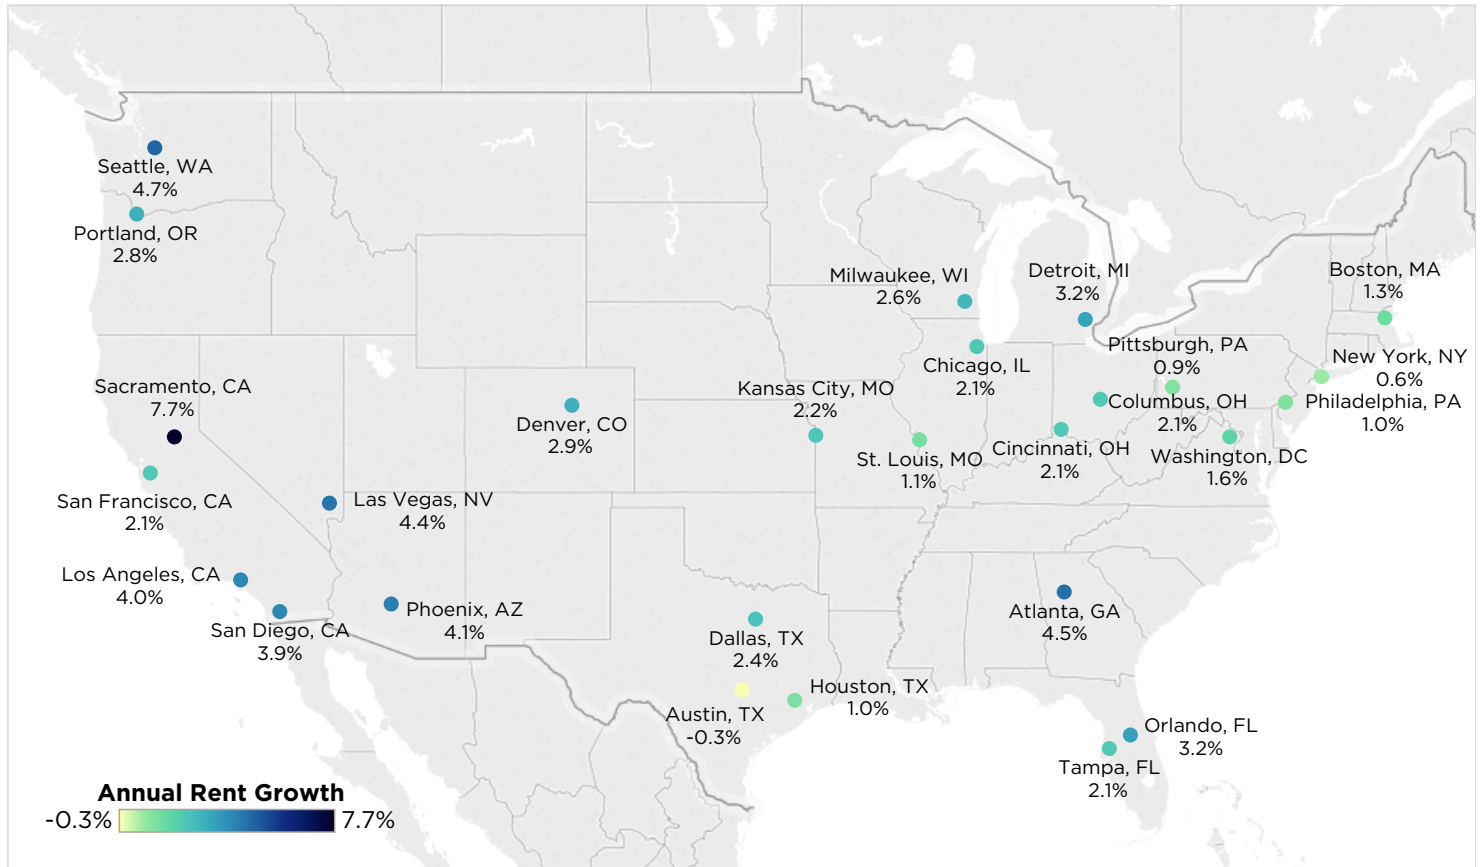 Seattle, WA
4.7%
Portland, OR
2.8%
Milwaukee, WI
2.6%
Detroit, MI
3.2%
Boston, MA
1.3%
Pittsburgh, PA
0.9%
New York, NY
0.6%
Chicago, IL
2.1%
Sacramento, CA
7.7%
Kansas City, MO
2.2%
Columbus, OH
2.1%
Philadelphia, PA
1.0%
Denver, CO
2.9%
St. Louis, MO
1.1%
Cincinnati, OH
2.1%
Washington, DC
1.6%
San Francisco, CA
2.1%
Las Vegas, NV
4.4%
Los Angeles, CA
4.0%
Phoenix, AZ
4.1%
San Diego, CA
3.9%
Atlanta, GA
4.5%
Dallas, TX
2.4%
Houston, TX
1.0%
Austin, TX
-0.3%
Orlando, FL
3.2%
Tampa, FL
2.1%
Annual Rent Growth
-0.3% 7.7%